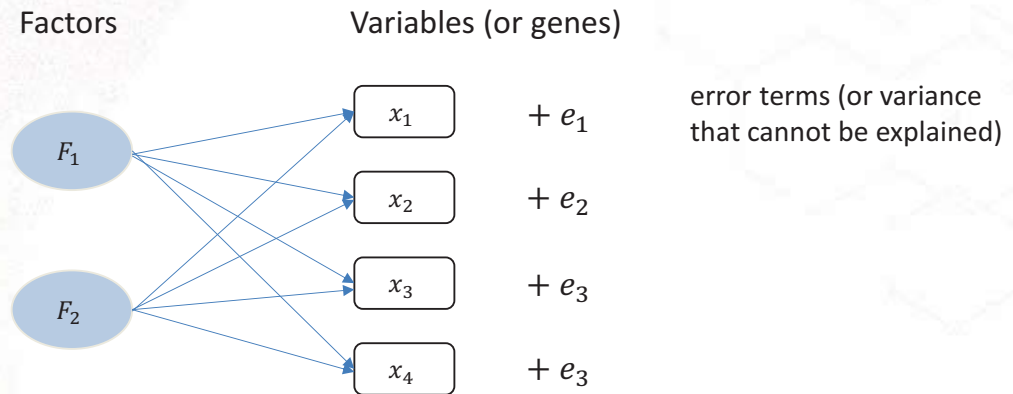 Factors
Variables (or genes)
F₁
F₂
x₁ + e₁
x₂ + e₂
x₃ + e₃
x₄ + e₃
error terms (or variance
that cannot be explained)